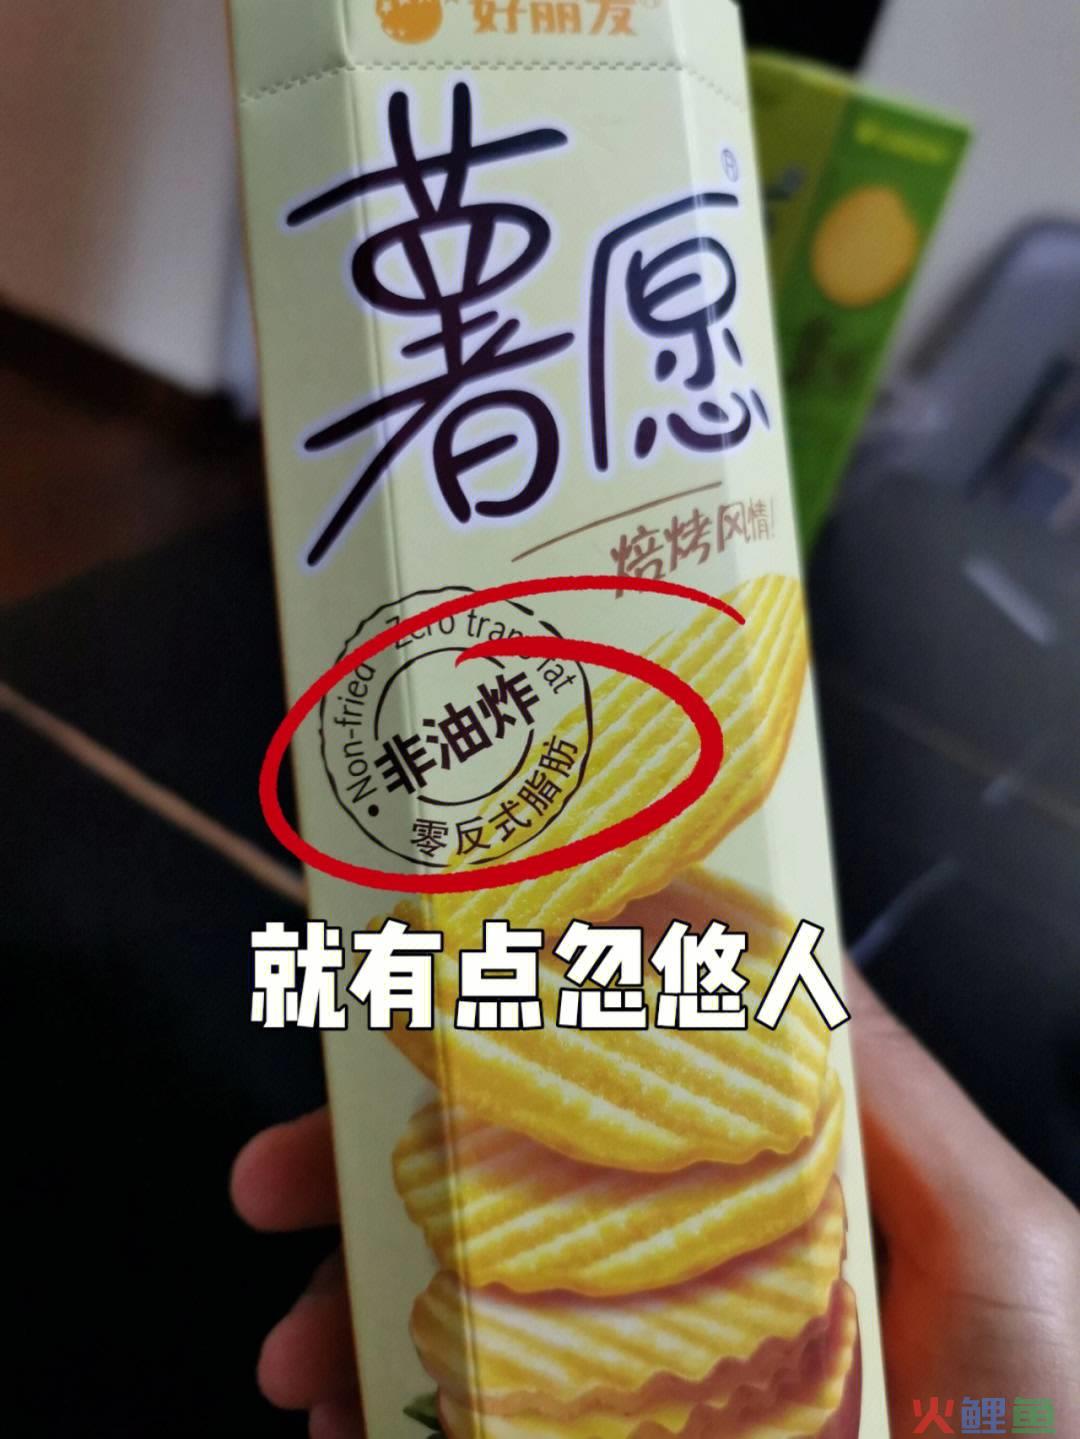 好丽友
薯愿
焙烤风情!
Non-fried Zero trans fat
非油炸
零反式脂肪
就有点忽悠人
火鲤鱼